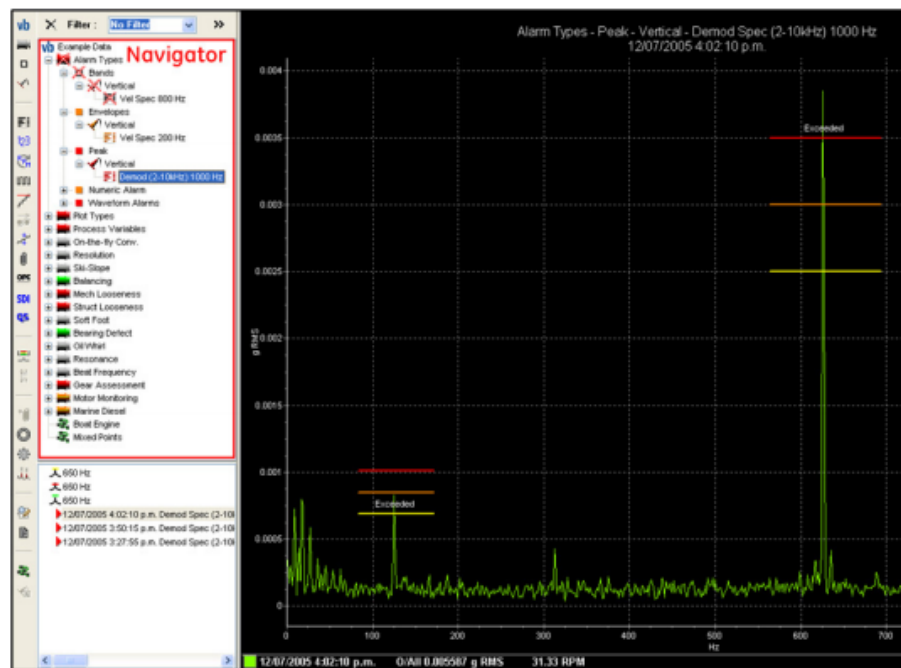 vb Filter : No Filter »
vb Example Data
Navigator
Alarm Types
Bands
Vertical
Vel Spec 800 Hz
Envelopes
Vertical
Vel Spec 200 Hz
Peak
Vertical
Demod (2-10kHz) 1000 Hz
Numeric Alarm
Waveform Alarms
Plot Types
Process Variables
On-the-fly Conv.
Resolution
Ski-Slope
Balancing
Mech Looseness
Struct Looseness
Soft Foot
Bearing Defect
Oil Whirl
Resonance
Beat Frequency
Gear Assessment
Motor Monitoring
Marine Diesel
Boat Engine
Mixed Points
OPC
SDI
QS
650 Hz
650 Hz
650 Hz
12/07/2005 4:02:10 p.m. Demod Spec (2-10
12/07/2005 3:50:15 p.m. Demod Spec (2-10
12/07/2005 3:27:55 p.m. Demod Spec (2-10
Alarm Types - Peak - Vertical - Demod Spec (2-10kHz) 1000 Hz
12/07/2005 4:02:10 p.m.
0.004
0.0035
0.003
0.0025
0.002
0.0015
0.001
0.0005
0
g RMS
Exceeded
Exceeded
0 100 200 300 400 500 600 700
Hz
12/07/2005 4:02:10 p.m. O/All 0.005587 g RMS 31.33 RPM